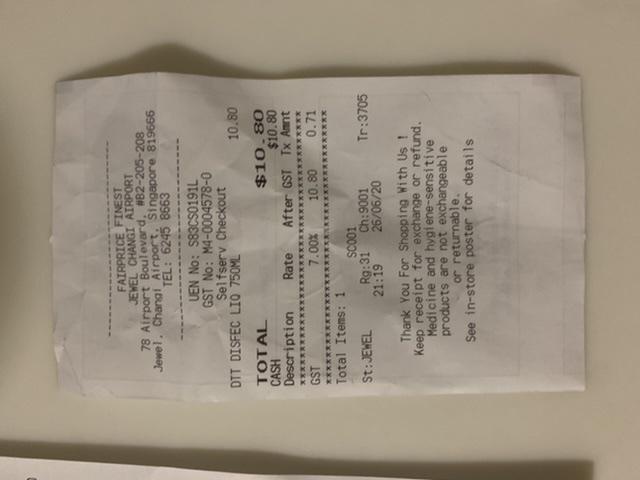 FAIRPRICE FINEST
JEWEL CHANGI AIRPORT
78 Airport Boulevard, #B2-205-208
Jewel, Changi Airport, Singapore 819666
TEL: 6245 8663
UEN No: S83CS0191L
GST No: M4-0004578-0
Selfserv Checkout
DTT DISFEC LIQ 750ML 10.80
TOTAL $10.80
CASH $10.80
Description Rate After GST Tx Amnt
GST 7.00% 10.80 0.71
Total Items: 1 SC001
St:JEWEL Rg:31 Ch:9001 Tr:3705
21:19 26/06/20
Thank You For Shopping With Us !
Keep receipt for exchange or refund.
Medicine and hygiene-sensitive
products are not exchangeable
or returnable.
See in-store poster for details